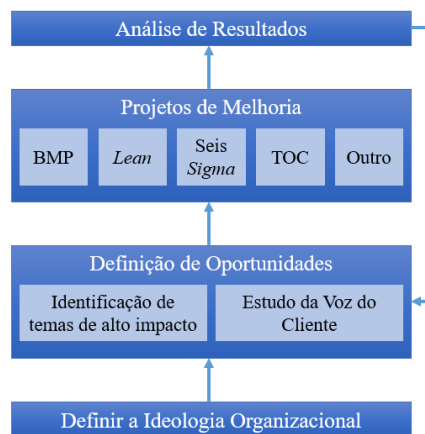 Análise de Resultados
Projetos de Melhoria
BMP
Lean
Seis
Sigma
TOC
Outro
Definição de Oportunidades
Identificação de
temas de alto impacto
Estudo da Voz do
Cliente
Definir a Ideologia Organizacional